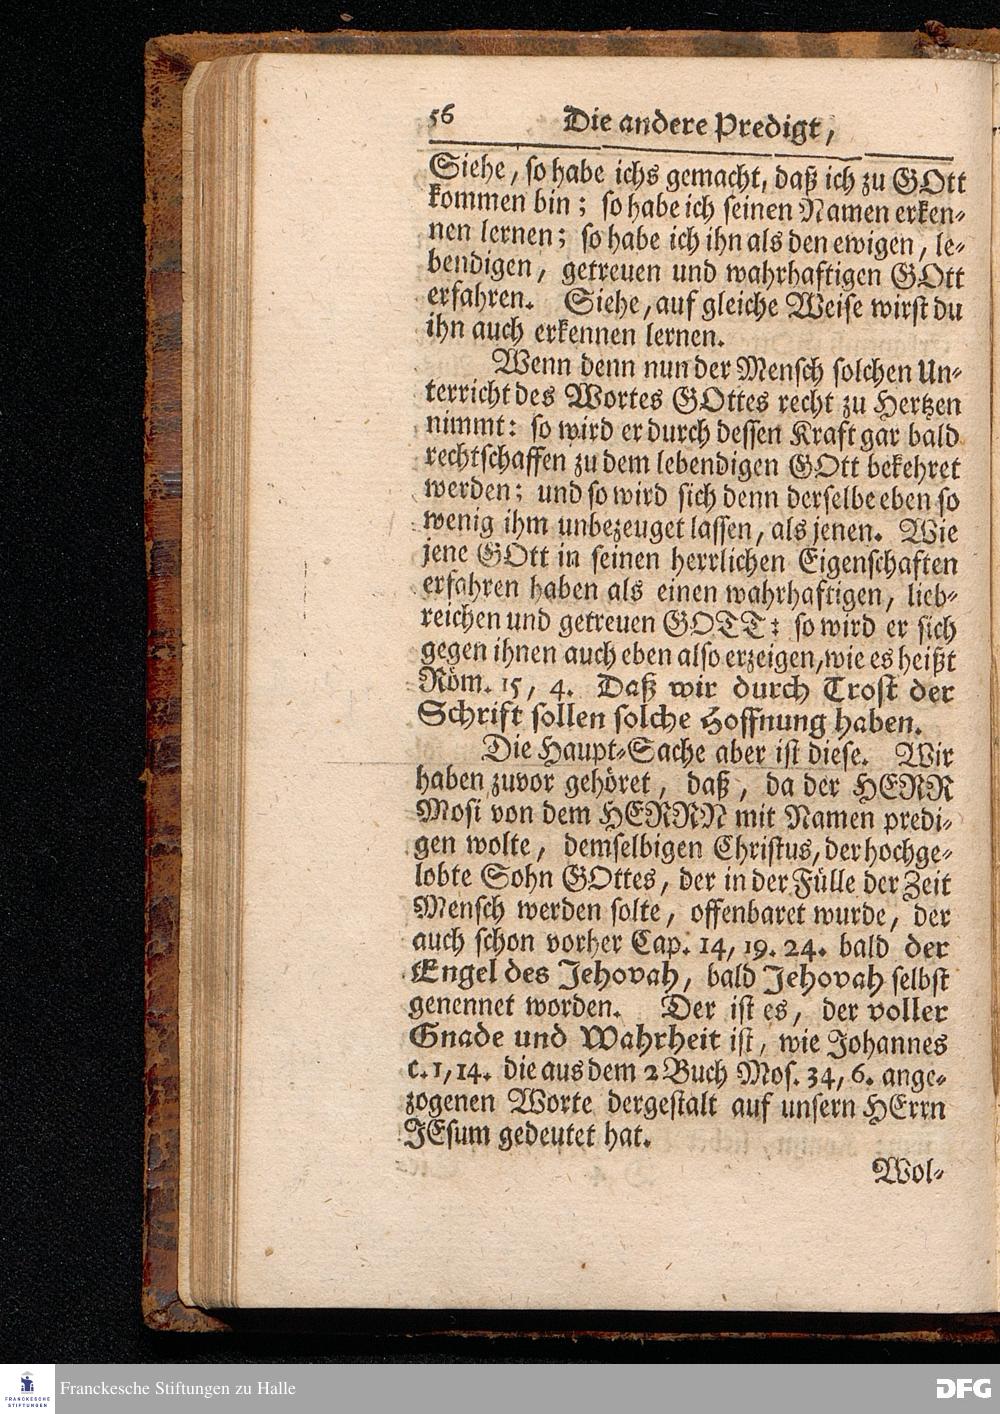 56 Die andere Predigt,
Siehe, so habe ichs gemacht, daß ich zu GOtt
kommen bin; so habe ich seinen Namen erken-
nen lernen; so habe ich ihn als den ewigen, le-
bendigen, getreuen und wahrhaftigen GOtt
erfahren. Siehe, auf gleiche Weise wirst du
ihn auch erkennen lernen.
Wenn denn nun der Mensch solchen Un-
terricht des Wortes GOttes recht zu Hertzen
nimmt: so wird er durch dessen Kraft gar bald
rechtschaffen zu dem lebendigen GOtt bekehret
werden; und so wird sich denn derselbe eben so
wenig ihm unbezeuget lassen, als jenen. Wie
jene GOtt in seinen herrlichen Eigenschaften
erfahren haben als einen wahrhaftigen, lieb-
reichen und getreuen GOTT: so wird er sich
gegen ihnen auch eben also erzeigen, wie es heißt
Röm. 15, 4. Daß wir durch Trost der
Schrift sollen solche Hoffnung haben.
Die Haupt-Sache aber ist diese. Wir
haben zuvor gehöret, daß, da der HERR
Mosi von dem HERRN mit Namen predi-
gen wolte, demselbigen Christus, der hochge-
lobte Sohn GOttes, der in der Fülle der Zeit
Mensch werden solte, offenbaret wurde, der
auch schon vorher Cap. 14, 19. 24. bald der
Engel des Jehovah, bald Jehovah selbst
genennet worden. Der ist es, der voller
Gnade und Wahrheit ist, wie Johannes
c. 1, 14. die aus dem 2 Buch Mos. 34, 6. ange-
zogenen Worte dergestalt auf unsern HErrn
JEsum gedeutet hat.
Wol-
FRANCKESCHE
STIFTUNGEN
Franckesche Stiftungen zu Halle
DFG